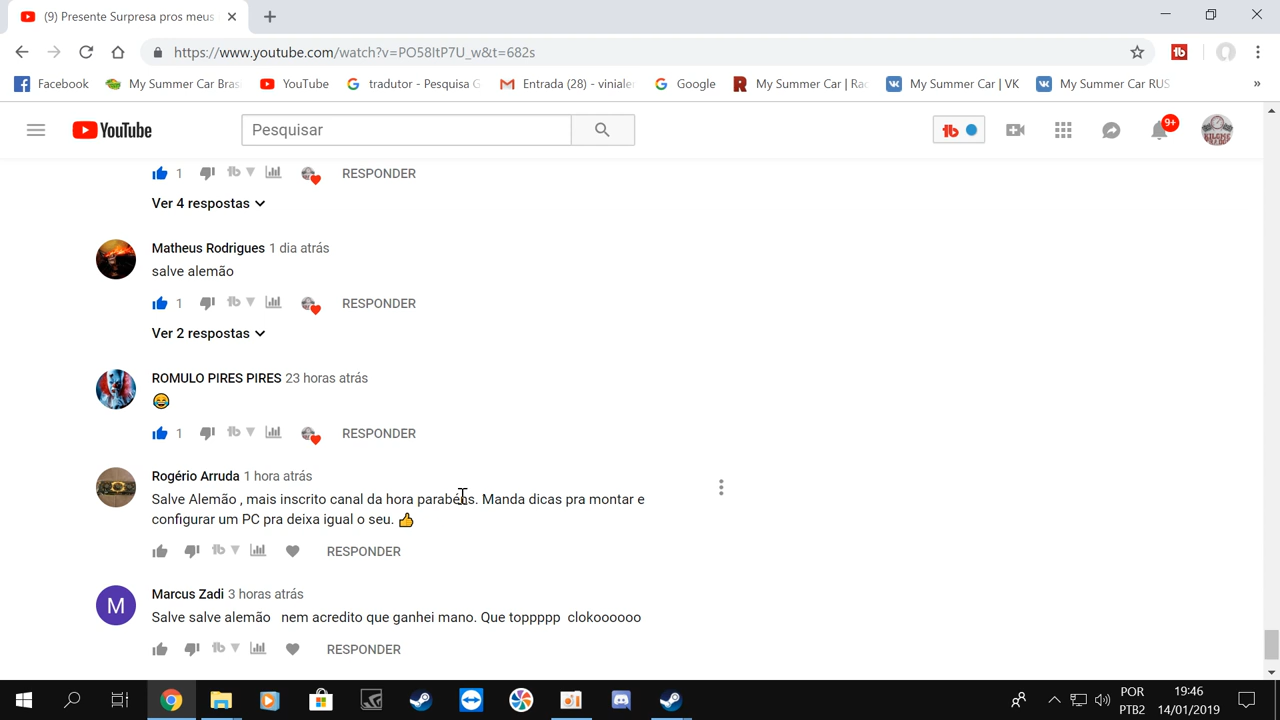 (9) Presente Surpresa pros meus
https://www.youtube.com/watch?v=PO58ItP7U_w&t=682s
Facebook My Summer Car Bras YouTube tradutor - Pesquisa G Entrada (28) - vinialer Google My Summer Car | Rac My Summer Car | VK My Summer Car RUS »
YouTube Pesquisar 9+
1 RESPONDER
Ver 4 respostas
Matheus Rodrigues 1 dia atrás
salve alemão
1 RESPONDER
Ver 2 respostas
ROMULO PIRES PIRES 23 horas atrás
😂
1 RESPONDER
Rogério Arruda 1 hora atrás
Salve Alemão , mais inscrito canal da hora parabéns. Manda dicas pra montar e
configurar um PC pra deixa igual o seu. 👍
RESPONDER
M
Marcus Zadi 3 horas atrás
Salve salve alemão nem acredito que ganhei mano. Que toppppp clokoooooo
RESPONDER
POR 19:46
PTB2 14/01/2019